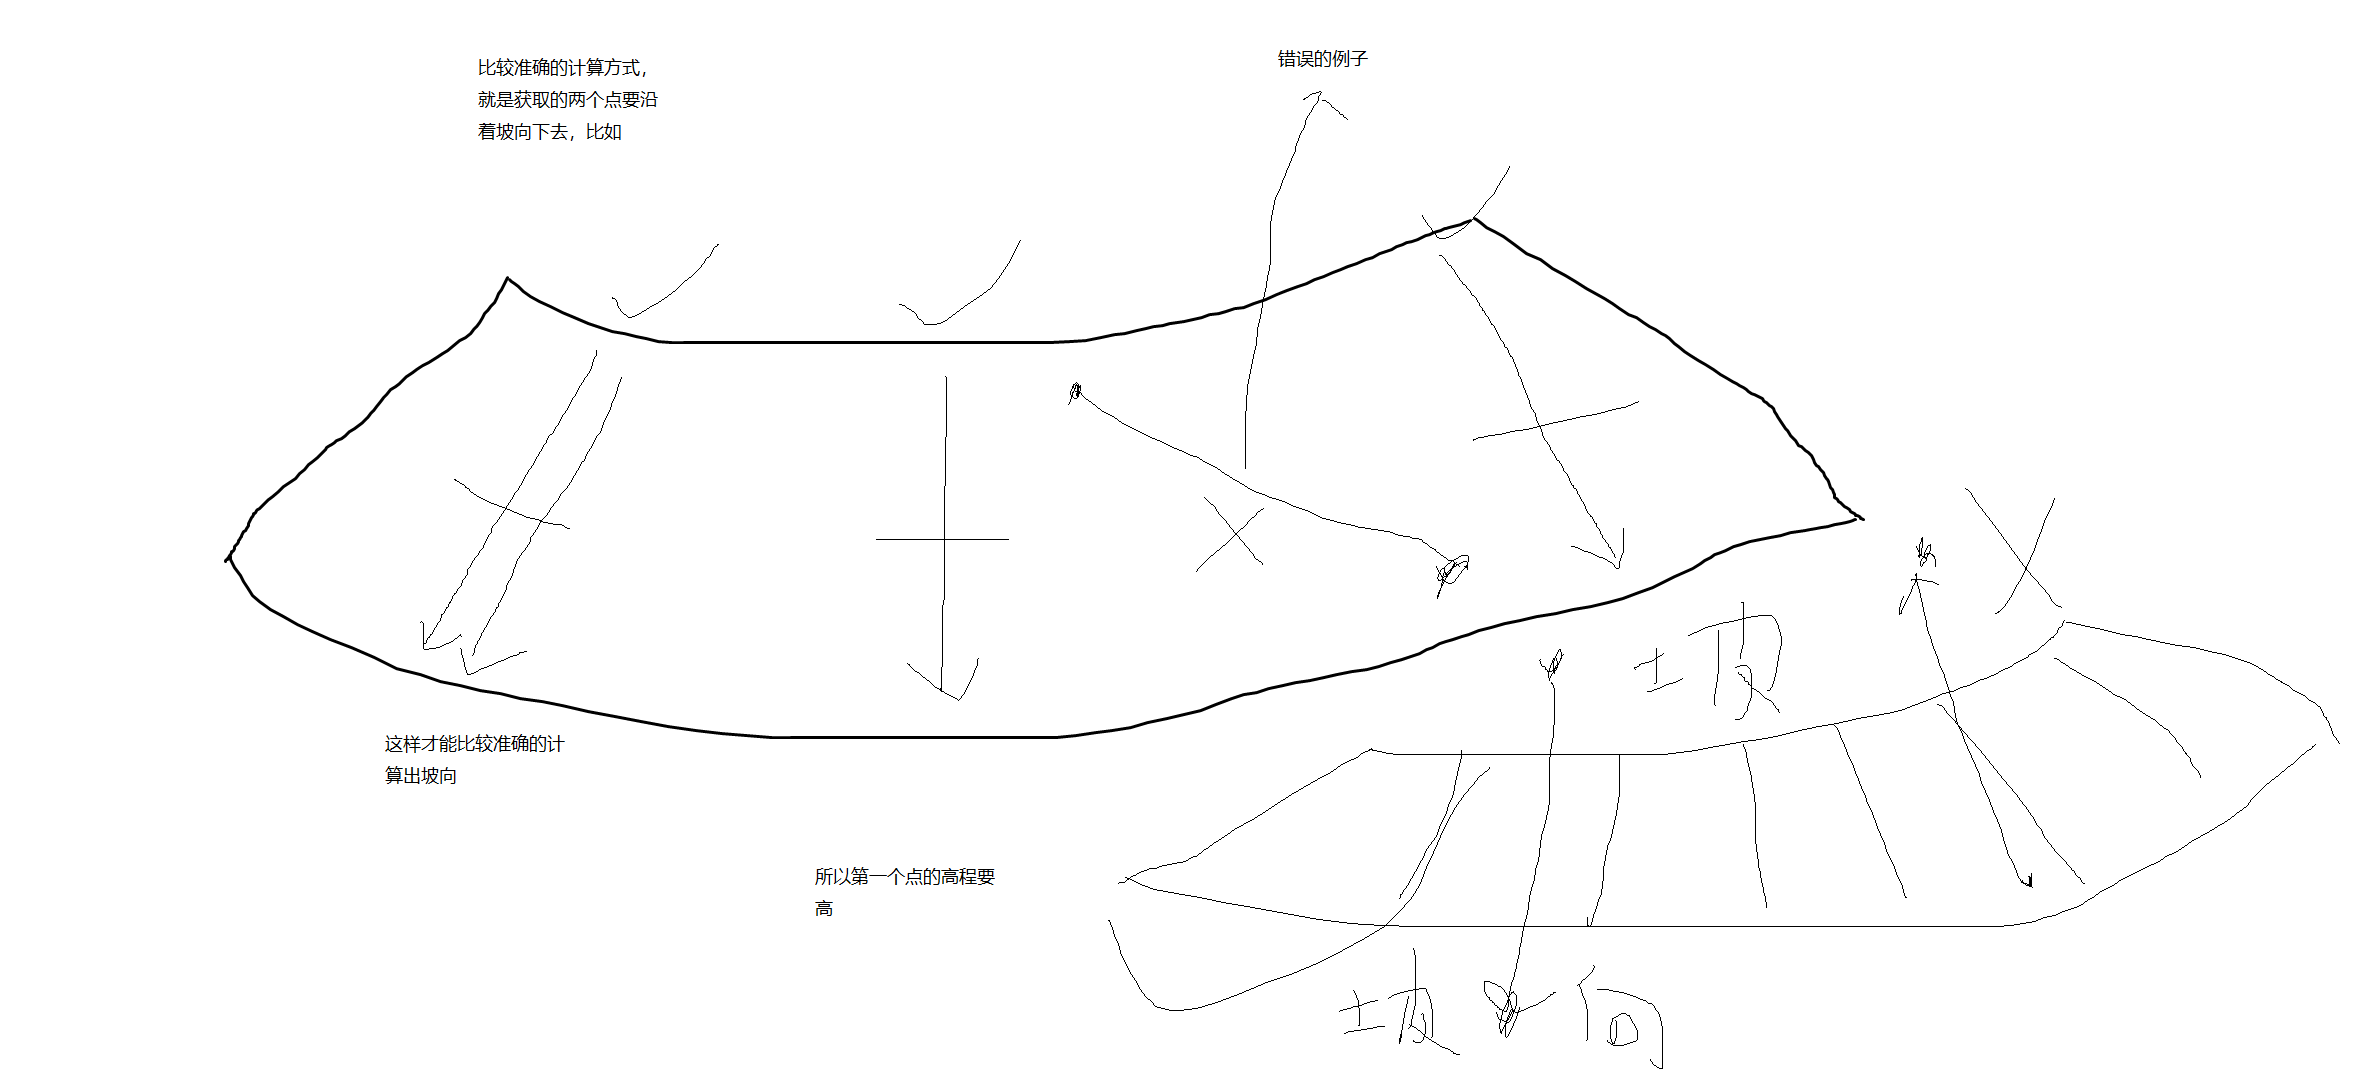 比较准确的计算方式，
就是获取的两个点要沿
着坡向下去，比如
错误的例子
坡
这样才能比较准确的计
算出坡向
所以第一个点的高程要
高
坡向